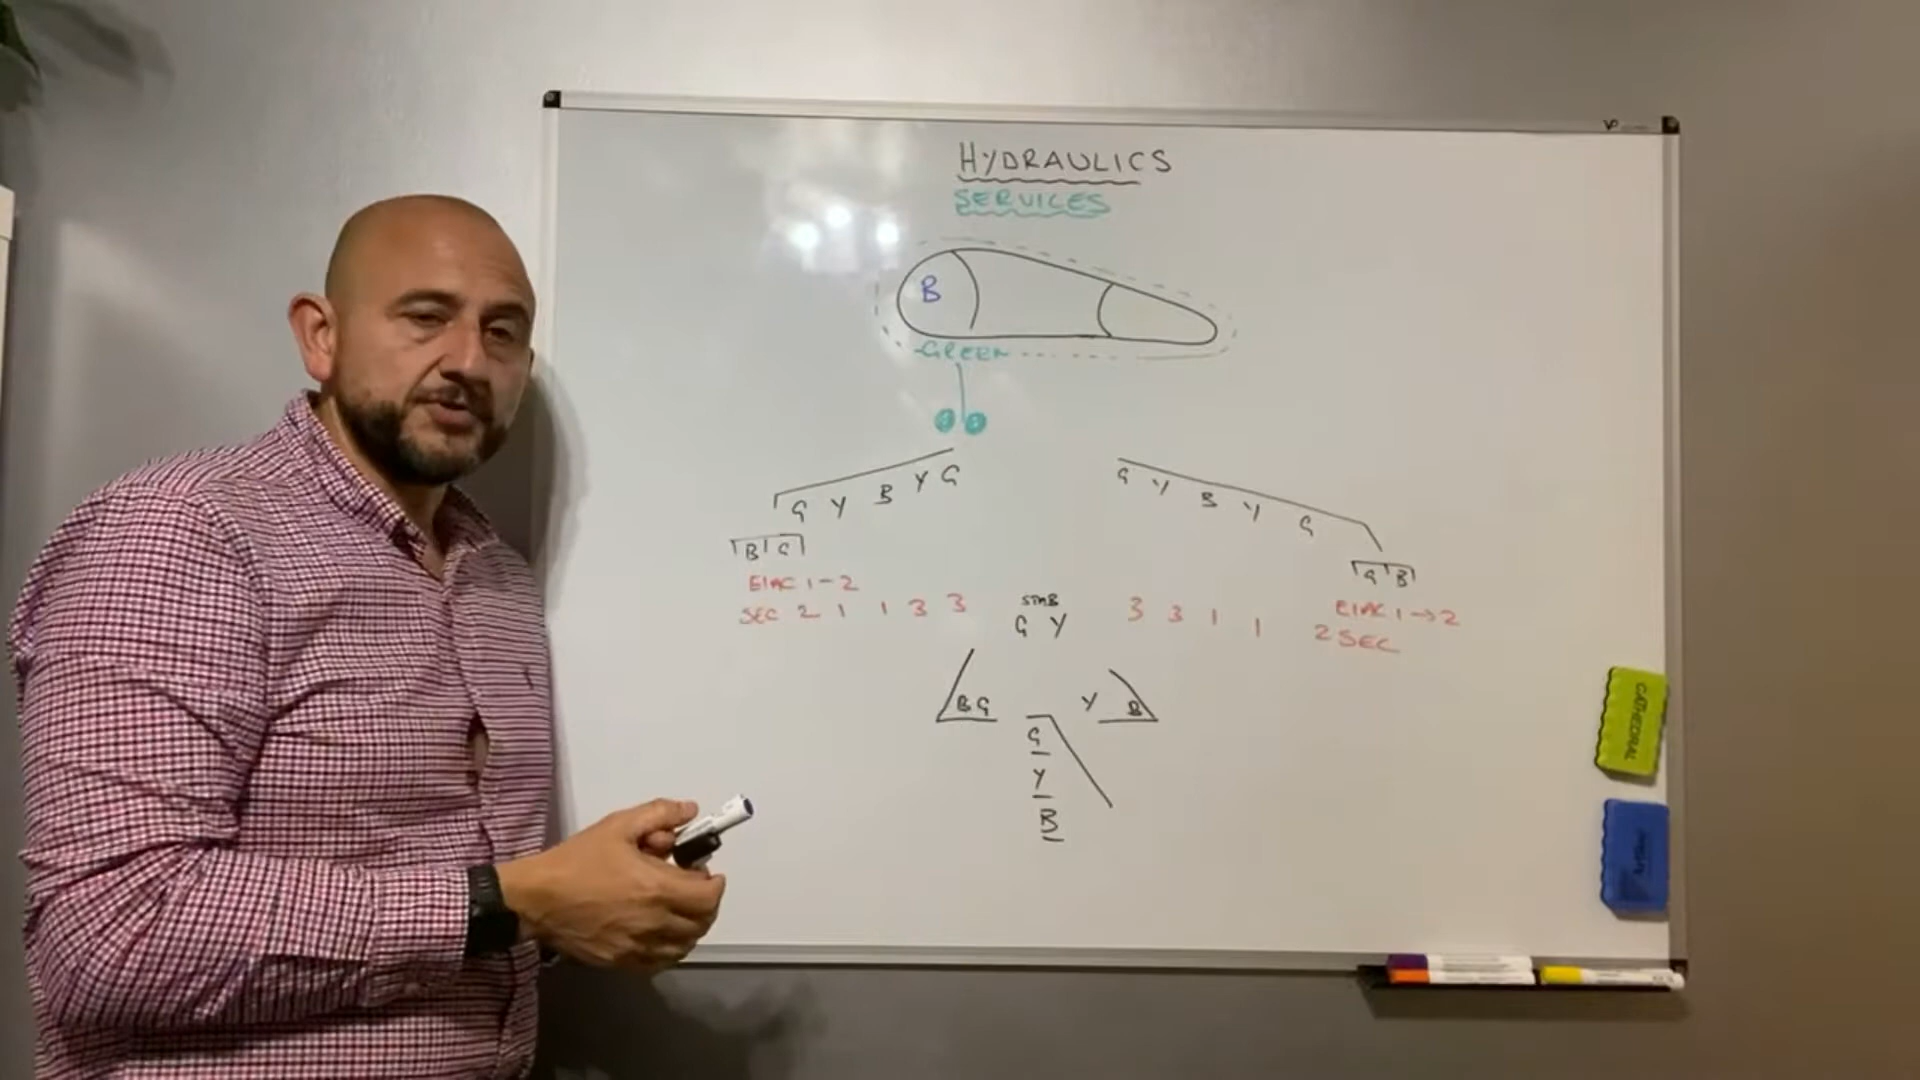 HYDRAULICS
SERVICES
B
GREEN
G Y B Y G
G Y B Y G
B G
G B
ELAC 1-2
ELAC 1→2
SEC 2 1 1 3 3
STAB
3 3 1 1 2 SEC
G Y
B G
Y B
G
Y
B
CATHEDRAL